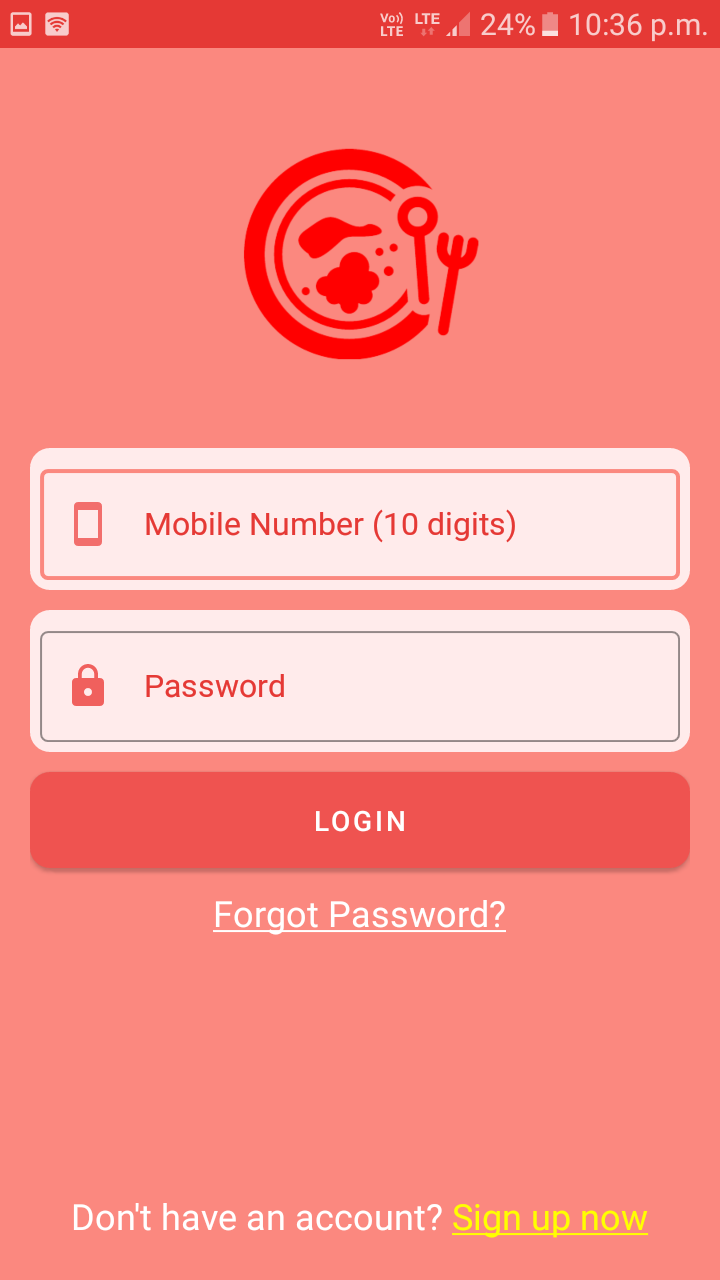 Vo)) LTE LTE 24% 10:36 p.m.
Mobile Number (10 digits)
Password
LOGIN
Forgot Password?
Don't have an account? Sign up now